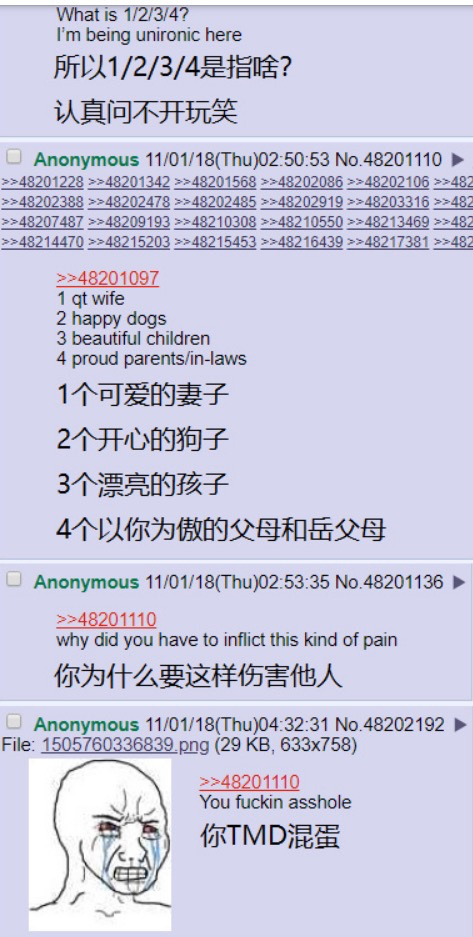 What is 1/2/3/4?
I'm being unironic here
所以1/2/3/4是指啥?
认真问不开玩笑
Anonymous 11/01/18(Thu)02:50:53 No.48201110 ▶
>>48201228 >>48201342 >>48201568 >>48202086 >>48202106 >>482
>>48202388 >>48202478 >>48202485 >>48202919 >>48203316 >>482
>>48207487 >>48209193 >>48210308 >>48210550 >>48213469 >>482
>>48214470 >>48215203 >>48215453 >>48216439 >>48217381 >>482
>>48201097
1 qt wife
2 happy dogs
3 beautiful children
4 proud parents/in-laws
1个可爱的妻子
2个开心的狗子
3个漂亮的孩子
4个以你为傲的父母和岳父母
Anonymous 11/01/18(Thu)02:53:35 No.48201136 ▶
>>48201110
why did you have to inflict this kind of pain
你为什么要这样伤害他人
Anonymous 11/01/18(Thu)04:32:31 No.48202192 ▶
File: 1505760336839.png (29 KB, 633x758)
>>48201110
You fuckin asshole
你TMD混蛋